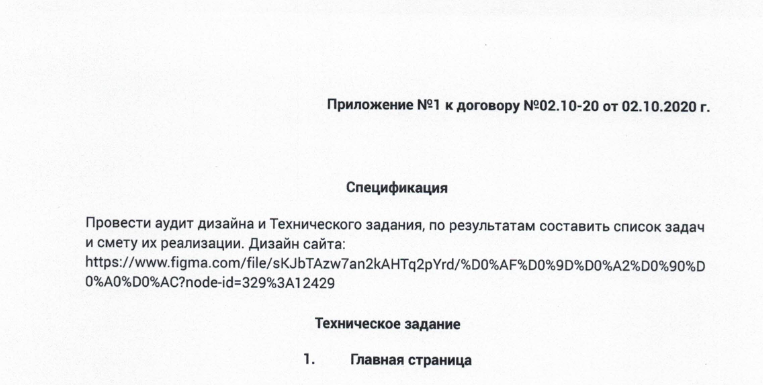 Приложение №1 к договору №02.10-20 от 02.10.2020 г.
Спецификация
Провести аудит дизайна и Технического задания, по результатам составить список задач
и смету их реализации. Дизайн сайта:
https://www.figma.com/file/sKJbTAzw7an2kAHTq2pYrd/%D0%AF%D0%9D%D0%A2%D0%90%D
0%A0%D0%AC?node-id=329%3A12429
Техническое задание
1. Главная страница